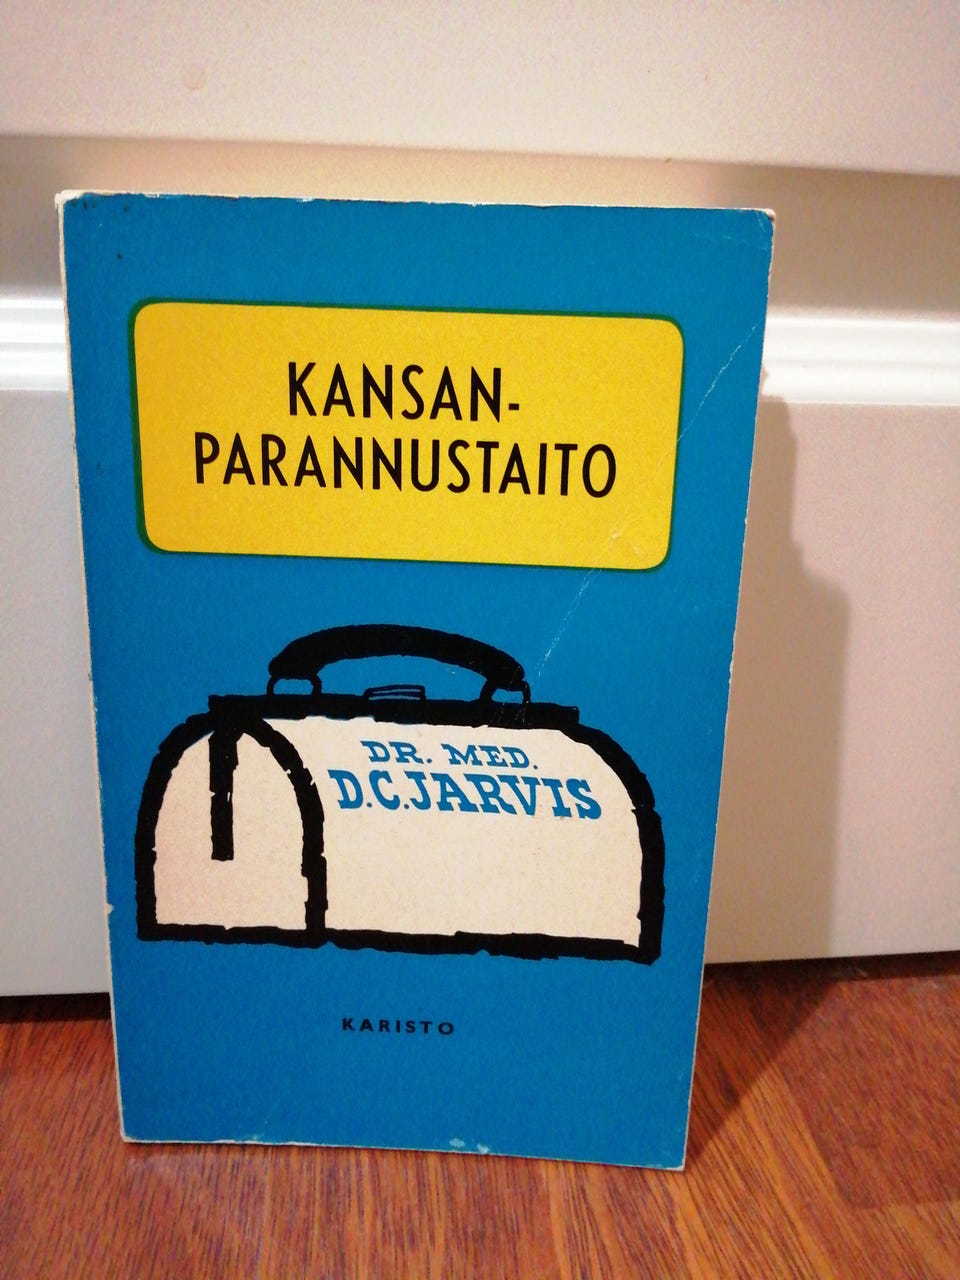 KANSAN-
PARANNUSTAITO
DR. MED.
D.C.JARVIS
KARISTO